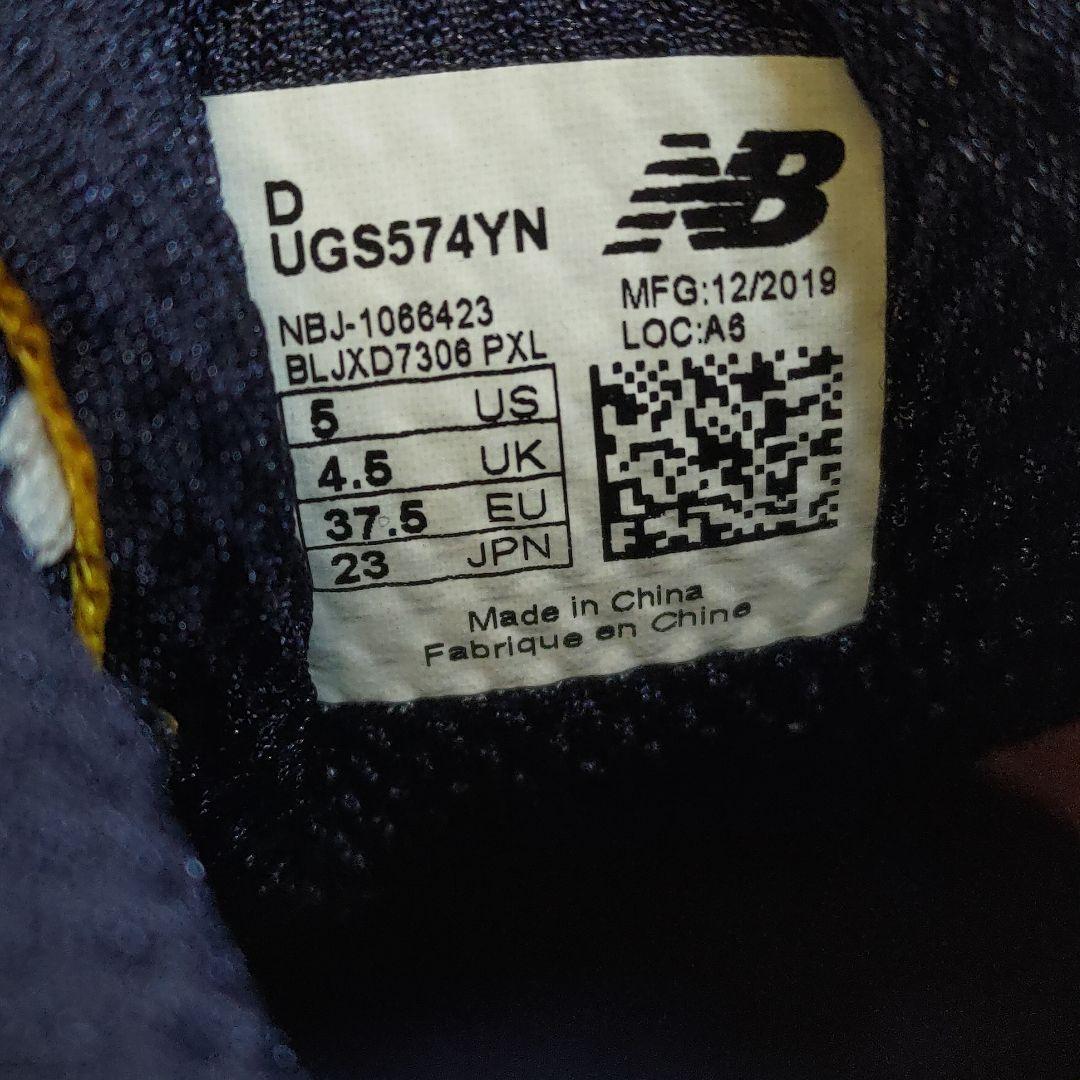 D
UGS574YN
NB
NBJ-1066423
BLJXD7306 PXL
MFG:12/2019
LOC:A6
5 US
4.5 UK
37.5 EU
23 JPN
Made in China
Fabrique en Chine